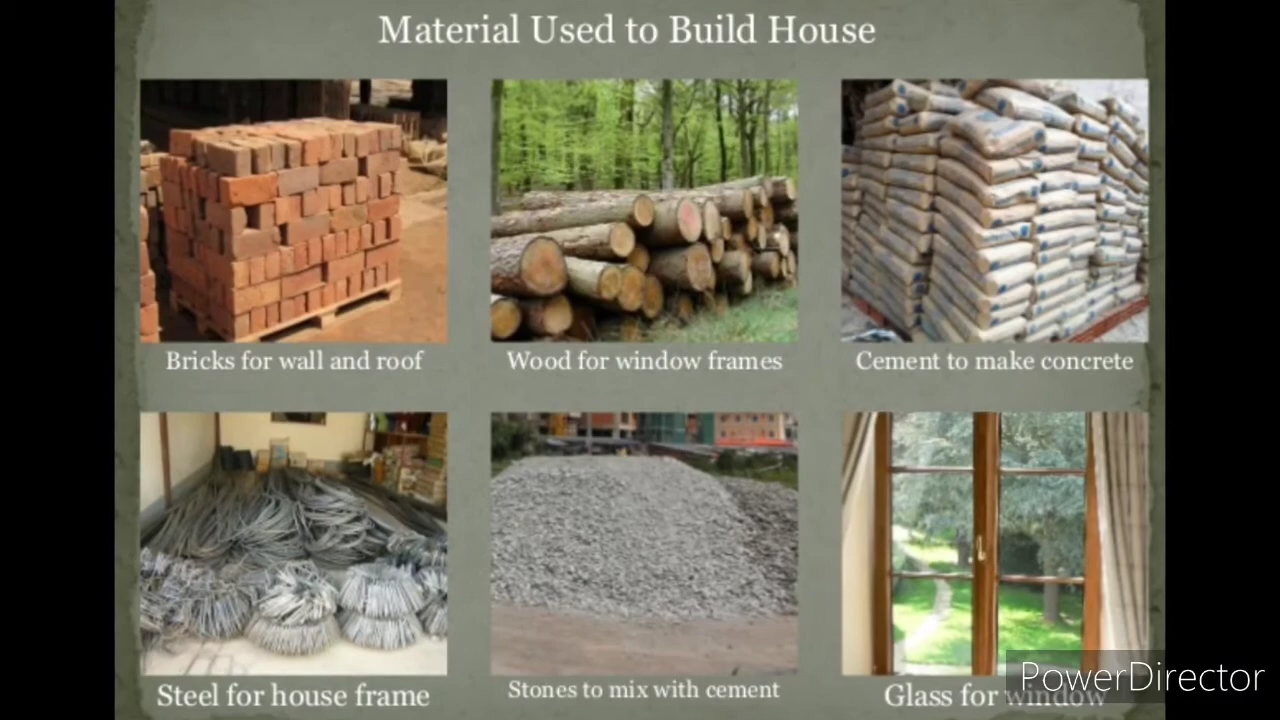 Material Used to Build House
Bricks for wall and roof
Wood for window frames
Cement to make concrete
Steel for house frame
Stones to mix with cement
Glass for window
PowerDirector